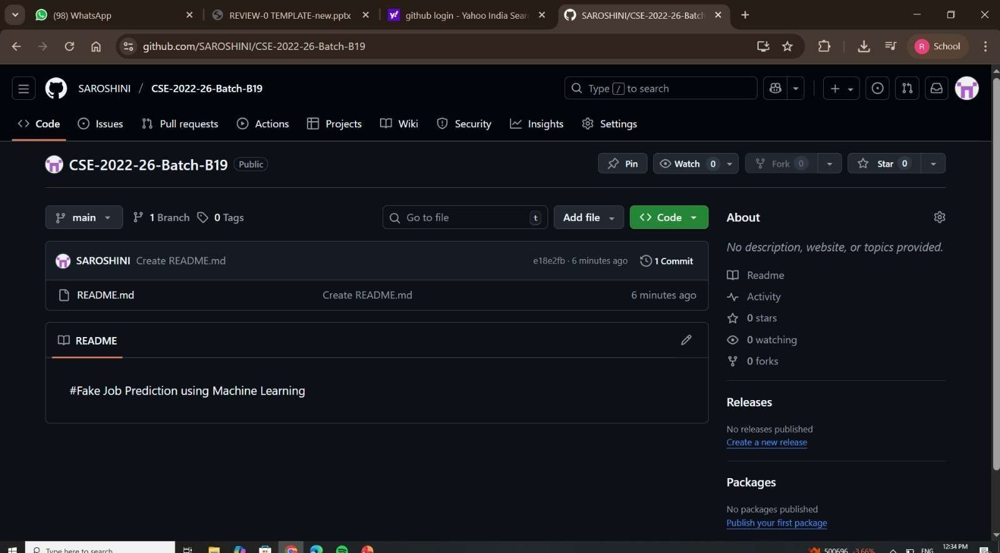 (98) WhatsApp
REVIEW-0 TEMPLATE-new.pptx
github login - Yahoo India Sear
SAROSHINI/CSE-2022-26-Batch
github.com/SAROSHINI/CSE-2022-26-Batch-B19
R School
SAROSHINI / CSE-2022-26-Batch-B19
Type / to search
Code Issues Pull requests Actions Projects Wiki Security Insights Settings
CSE-2022-26-Batch-B19 Public
Pin Watch 0 Fork 0 Star 0
main 1 Branch 0 Tags
Go to file t Add file Code
SAROSHINI Create README.md e18e2fb · 6 minutes ago 1 Commit
README.md Create README.md 6 minutes ago
README
#Fake Job Prediction using Machine Learning
About
No description, website, or topics provided.
Readme
Activity
0 stars
0 watching
0 forks
Releases
No releases published
Create a new release
Packages
No packages published
Publish your first package
Type here to search
500696 -3.66% ENG 12:34 PM